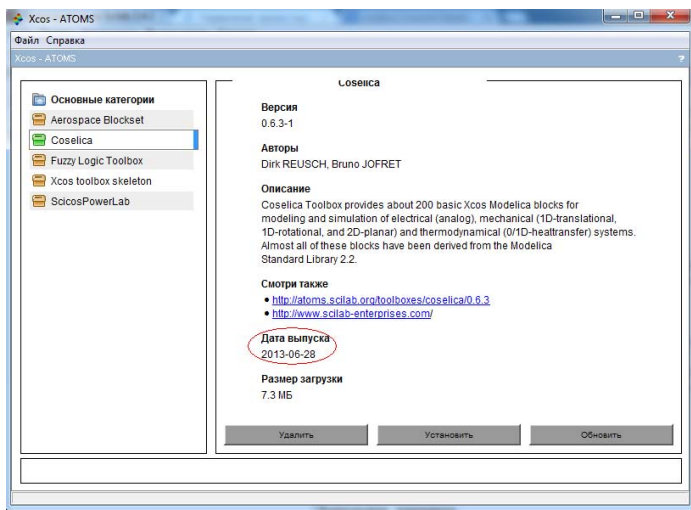 Xcos - ATOMS
Файл Справка
Xcos - ATOMS ?
Основные категории
Aerospace Blockset
Coselica
Fuzzy Logic Toolbox
Xcos toolbox skeleton
ScicosPowerLab
Coselica
Версия
0.6.3-1
Авторы
Dirk REUSCH, Bruno JOFRET
Описание
Coselica Toolbox provides about 200 basic Xcos Modelica blocks for
modeling and simulation of electrical (analog), mechanical (1D-translational,
1D-rotational, and 2D-planar) and thermodynamical (0/1D-heattransfer) systems.
Almost all of these blocks have been derived from the Modelica
Standard Library 2.2.
Смотри также
• http://atoms.scilab.org/toolboxes/coselica/0.6.3
• http://www.scilab-enterprises.com/
Дата выпуска
2013-06-28
Размер загрузки
7.3 МБ
Удалить Установить Обновить